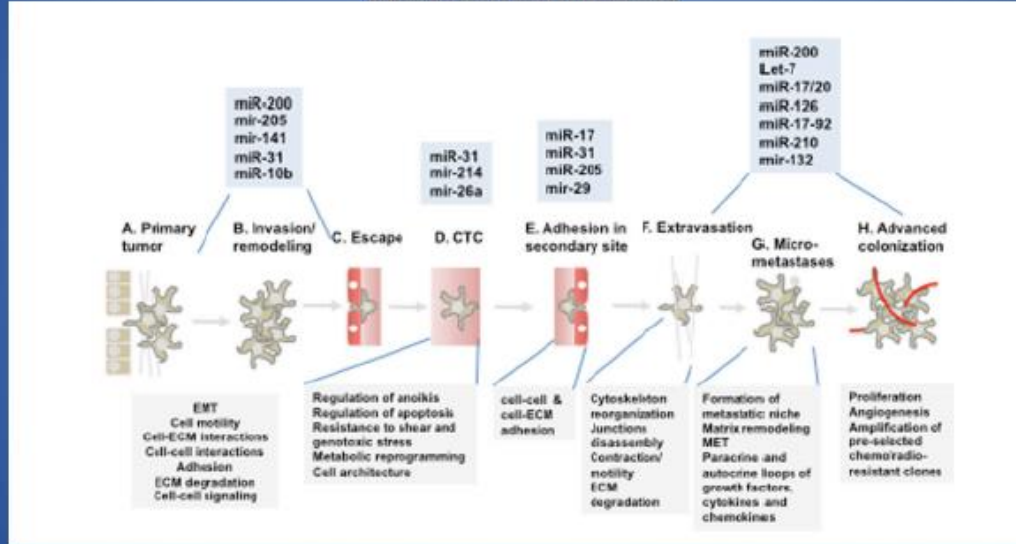 miR-200
mir-205
mir-141
miR-31
miR-10b
miR-31
mir-214
mir-26a
miR-17
miR-31
miR-205
mir-29
miR-200
Let-7
miR-17/20
miR-126
miR-17-92
miR-210
mir-132
A. Primary
tumor
B. Invasion/
remodeling
C. Escape
D. CTC
E. Adhesion in
secondary site
F. Extravasation
G. Micro-
metastases
H. Advanced
colonization
EMT
Cell motility
Cell-ECM interactions
Cell-cell interactions
Adhesion
ECM degradation
Cell-cell signaling
Regulation of anoikis
Regulation of apoptosis
Resistance to shear and
genotoxic stress
Metabolic reprogramming
Cell architecture
cell-cell &
cell-ECM
adhesion
Cytoskeleton
reorganization
Junctions
disassembly
Contraction/
motility
ECM
degradation
Formation of
metastatic niche
Matrix remodeling
MET
Paracrine and
autocrine loops of
growth factors,
cytokines and
chemokines
Proliferation
Angiogenesis
Amplification of
pre-selected
chemo/radio-
resistant clones